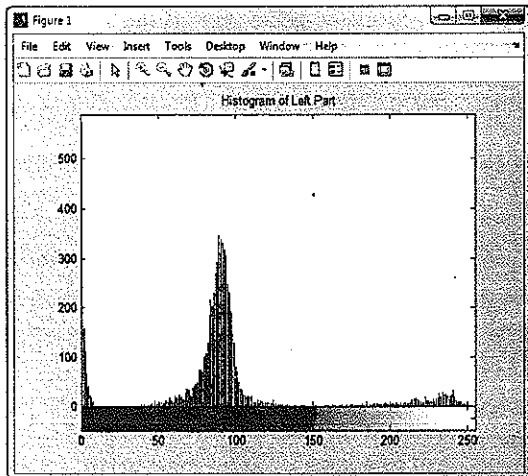 Figure 1
File Edit View Insert Tools Desktop Window Help
Histogram of Left Part
500
400
300
200
100
0
0 50 100 150 200 250